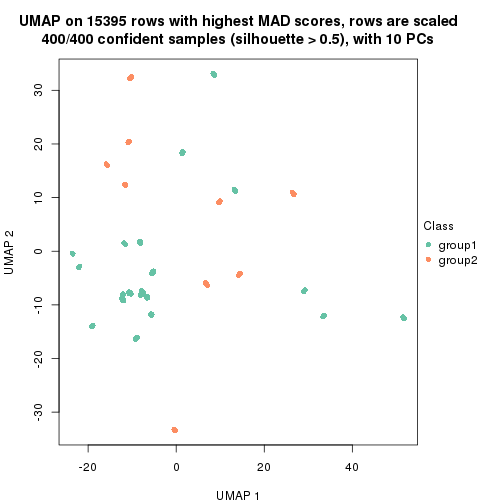 UMAP on 15395 rows with highest MAD scores, rows are scaled
400/400 confident samples (silhouette > 0.5), with 10 PCs
30
20
10
0
-10
-20
-30
UMAP 2
-20 0 20 40
UMAP 1
Class
group1
group2